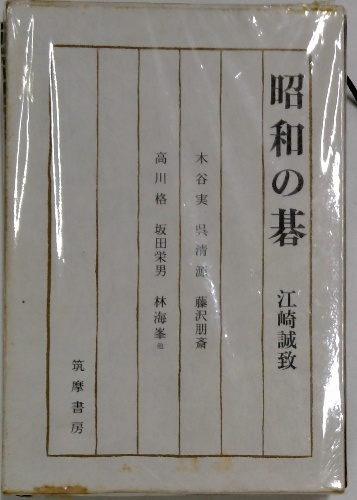 昭和の碁
江崎誠致
木谷実 呉清源 藤沢朋斎
高川格 坂田栄男 林海峯 他
筑摩書房